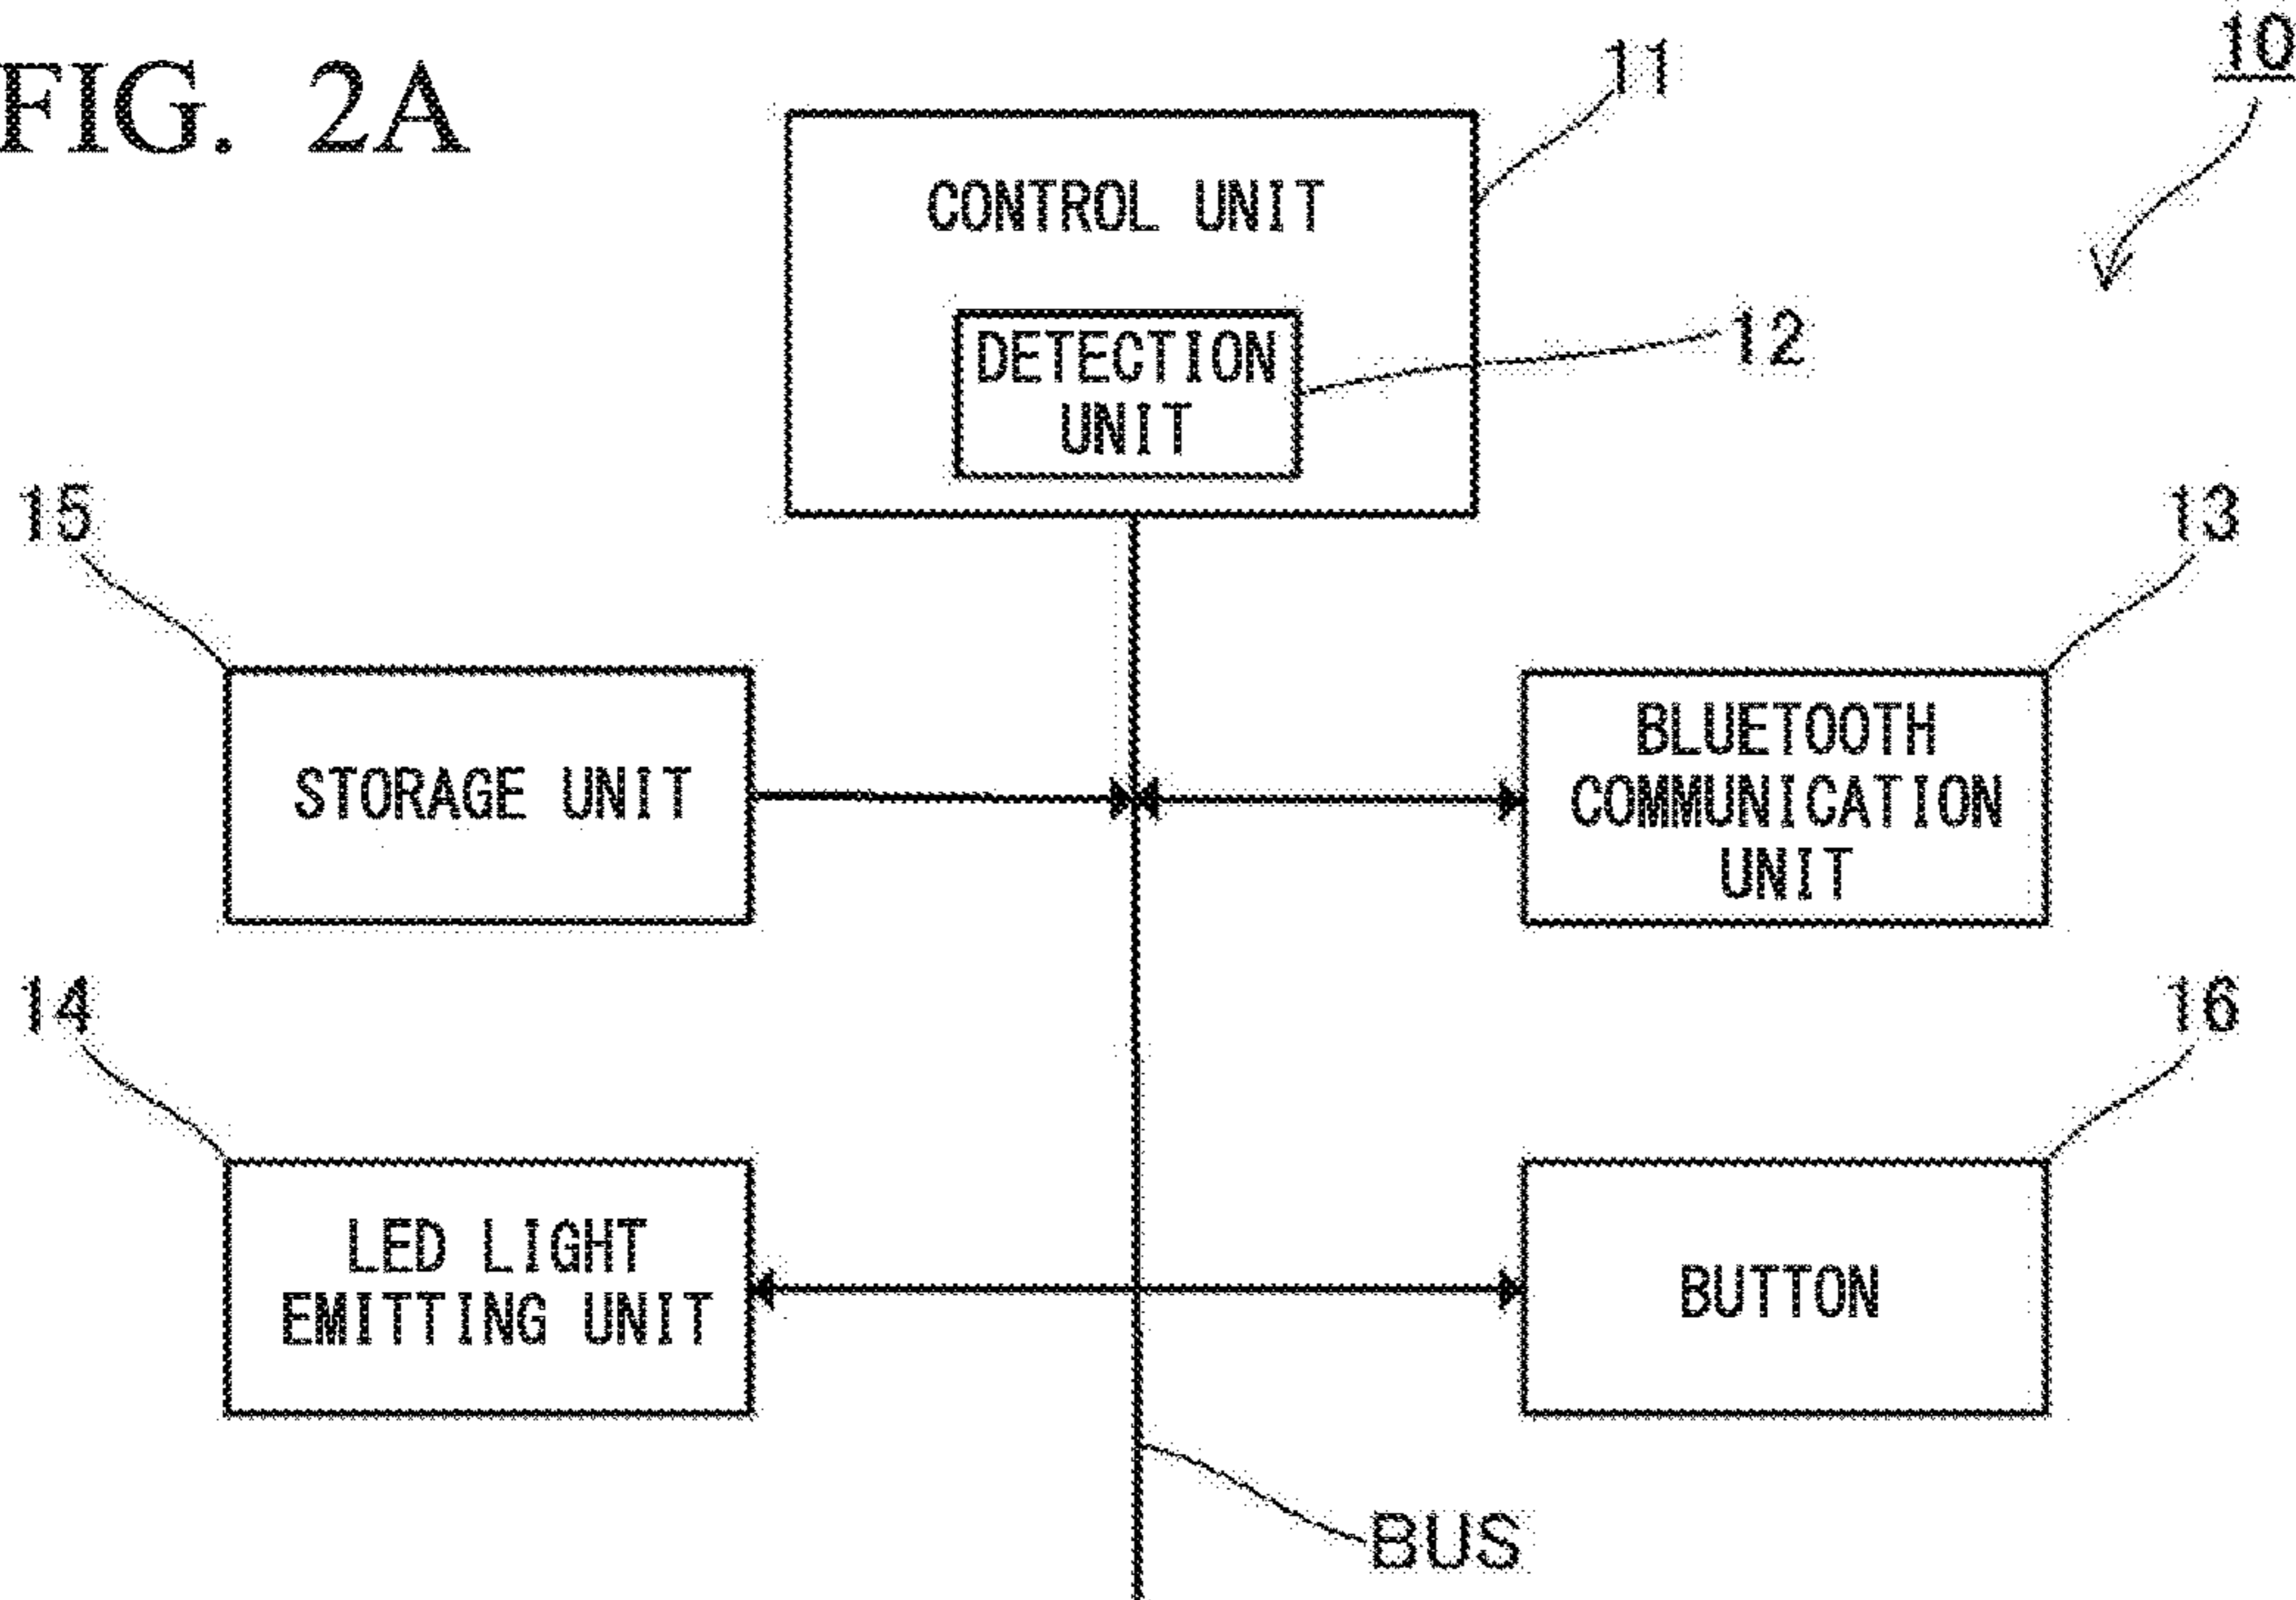 FIG. 2A
10
11
CONTROL UNIT
12
DETECTION
UNIT
15
13
STORAGE UNIT
BLUETOOTH
COMMUNICATION
UNIT
14
16
LED LIGHT
EMITTING UNIT
BUTTON
BUS